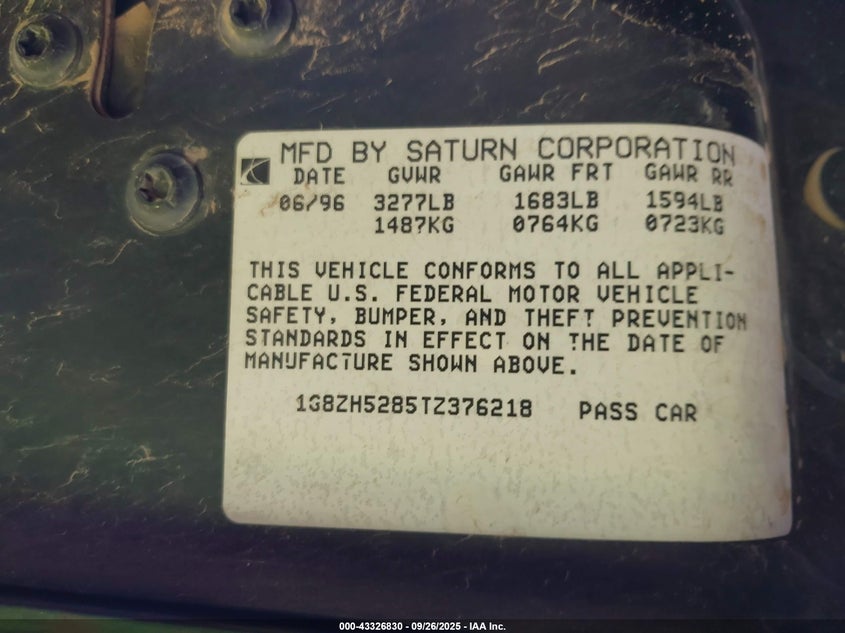 MFD BY SATURN CORPORATION
DATE GVWR GAWR FRT GAWR RR
06/96 3277LB 1683LB 1594LB
1487KG 0764KG 0723KG
THIS VEHICLE CONFORMS TO ALL APPLI-
CABLE U.S. FEDERAL MOTOR VEHICLE
SAFETY, BUMPER, AND THEFT PREVENTION
STANDARDS IN EFFECT ON THE DATE OF
MANUFACTURE SHOWN ABOVE.
1G8ZH5285TZ376218 PASS CAR
000-43326830 - 09/26/2025 - IAA Inc.